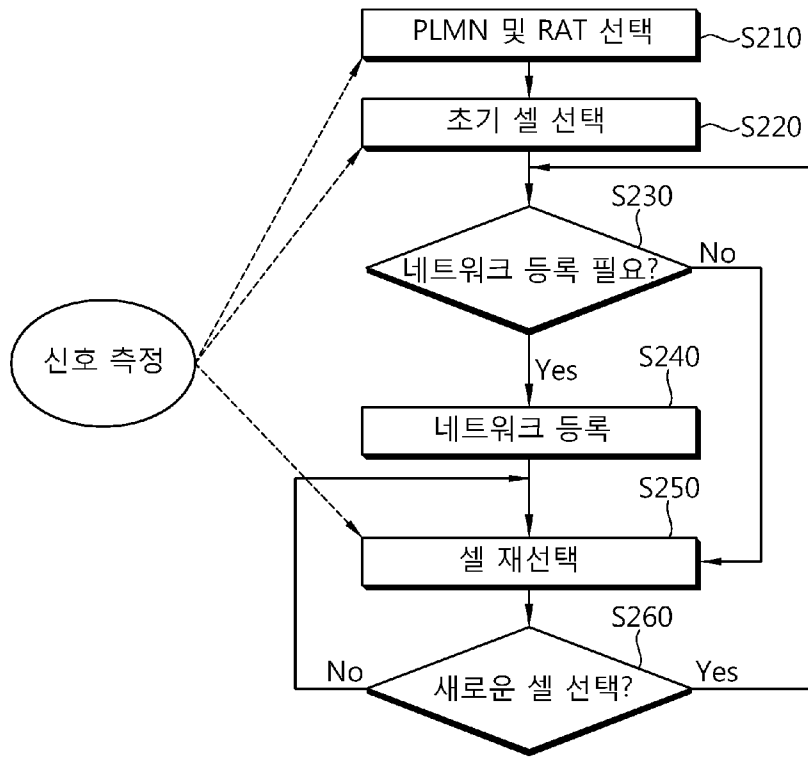 PLMN 및 RAT 선택
S210
초기 셀 선택
S220
S230
네트워크 등록 필요?
No
신호 측정
Yes
S240
네트워크 등록
S250
셀 재선택
S260
No
새로운 셀 선택?
Yes